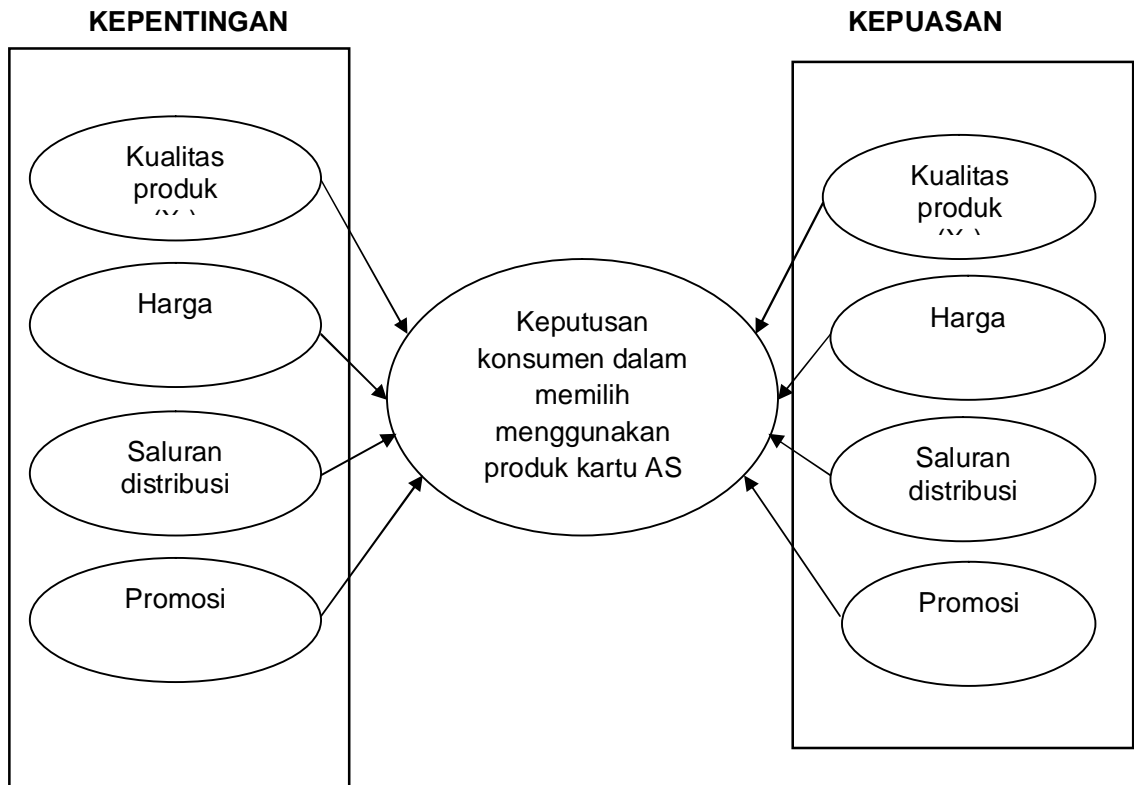 KEPENTINGAN
Kualitas
produk
Harga
Saluran
distribusi
Promosi
Keputusan
konsumen dalam
memilih
menggunakan
produk kartu AS
KEPUASAN
Kualitas
produk
Harga
Saluran
distribusi
Promosi